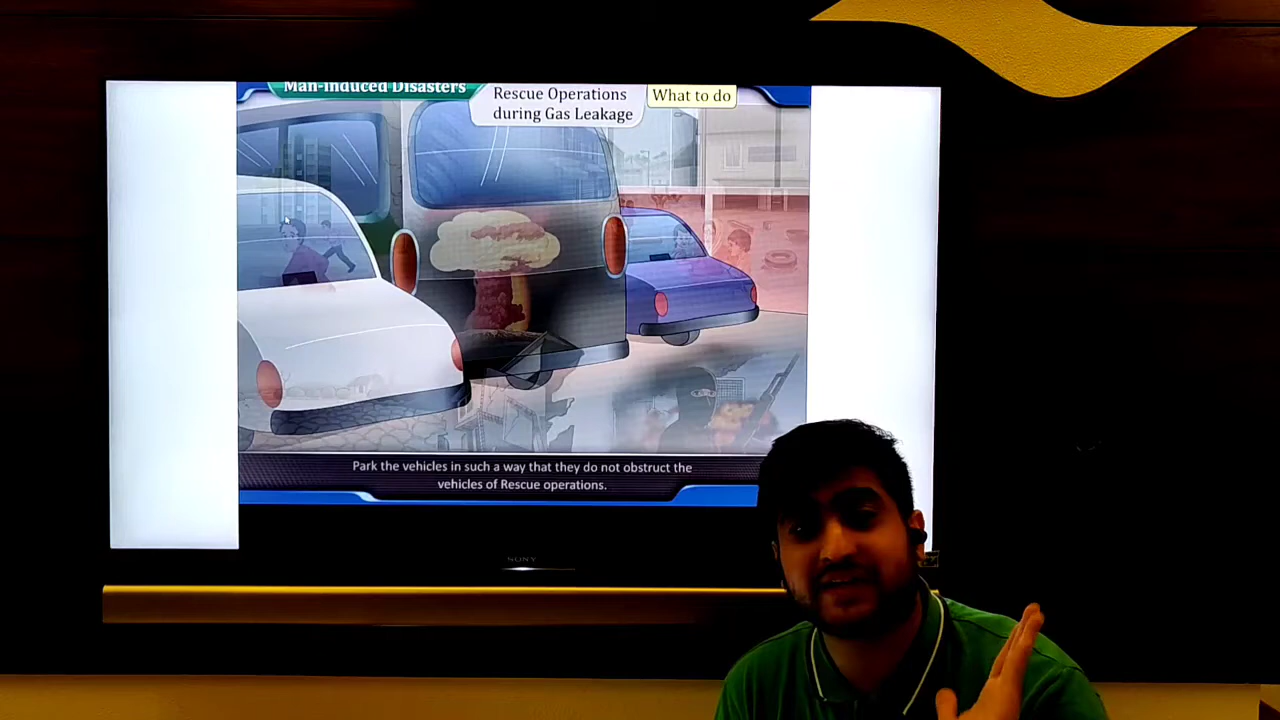 Man-induced Disasters
Rescue Operations
during Gas Leakage
What to do
Park the vehicles in such a way that they do not obstruct the
vehicles of Rescue operations.
SONY